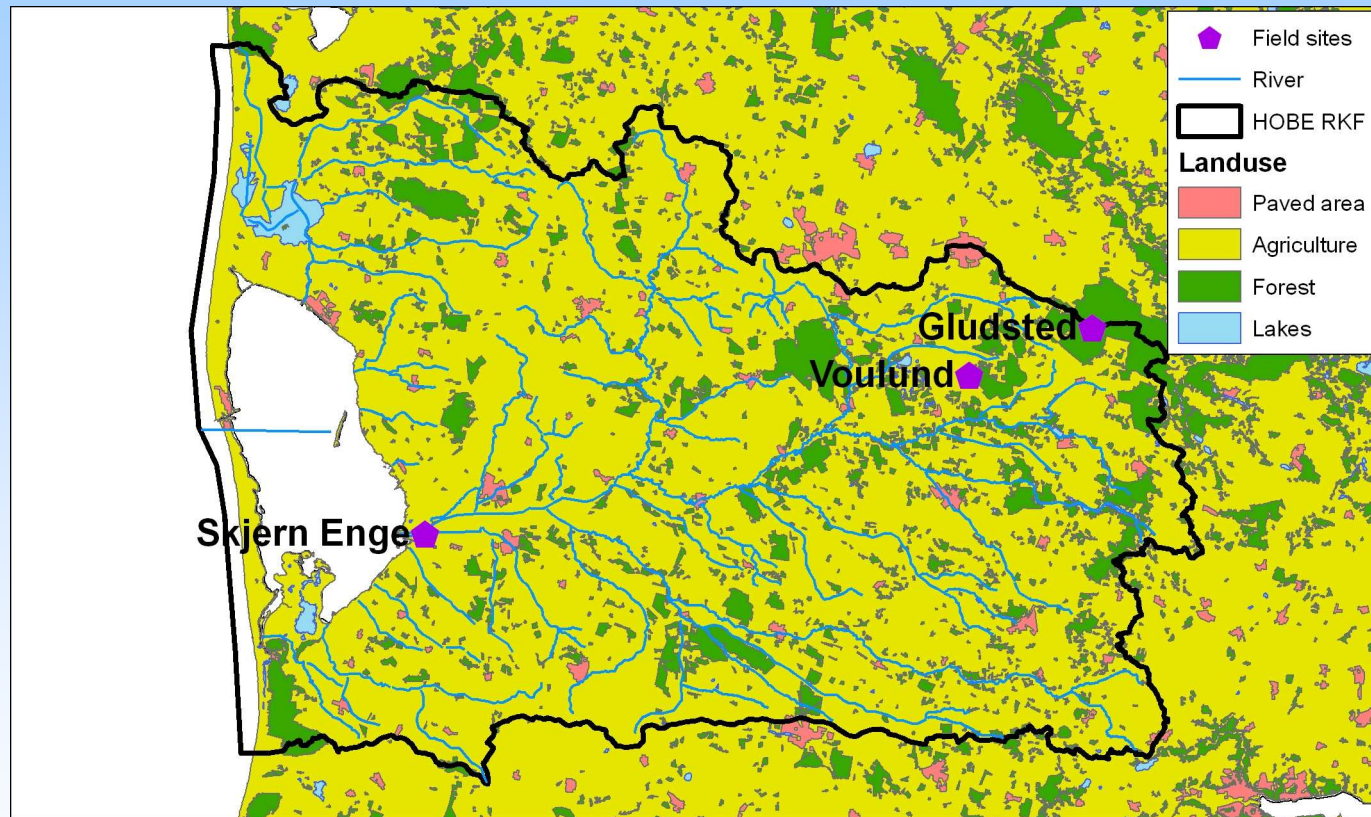 Field sites
River
HOBE RKF
Landuse
Paved area
Agriculture
Forest
Lakes
Gludsted
Voulund
Skjern Enge